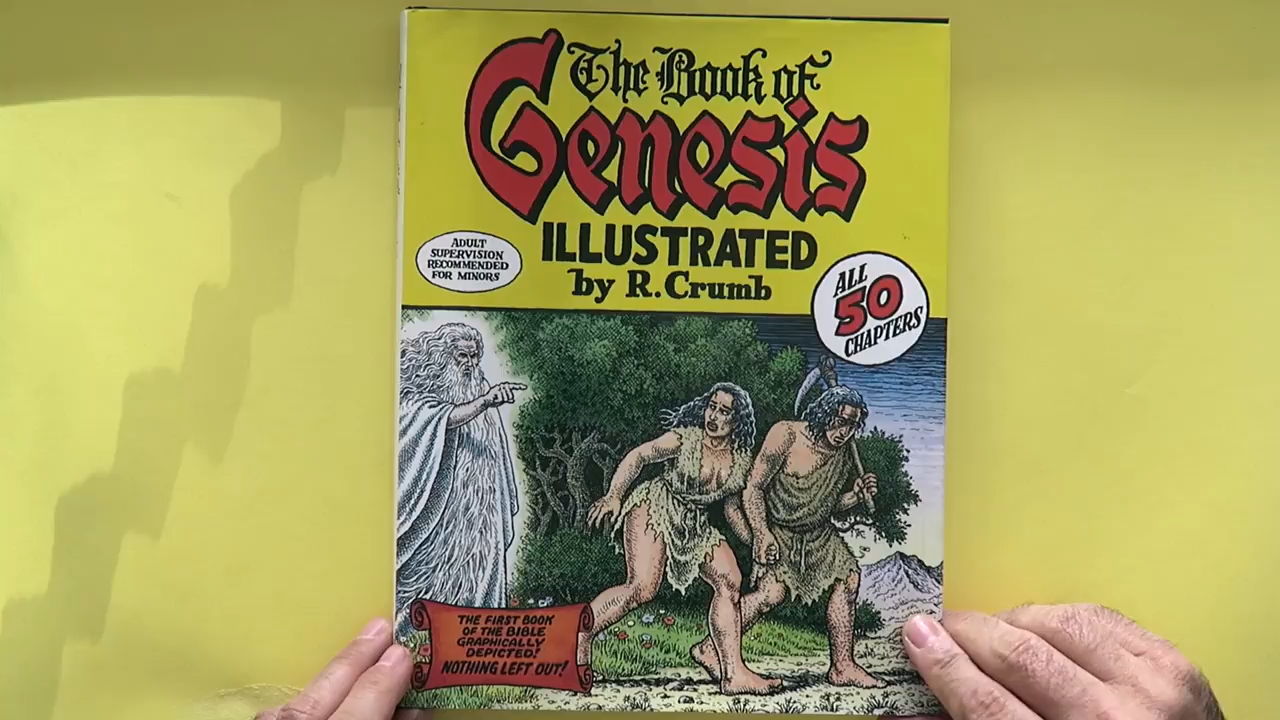 The Book of
Genesis
ILLUSTRATED
by R. Crumb
ADULT
SUPERVISION
RECOMMENDED
FOR MINORS
ALL
50
CHAPTERS
THE FIRST BOOK
OF THE BIBLE
GRAPHICALLY
DEPICTED!
NOTHING LEFT OUT!